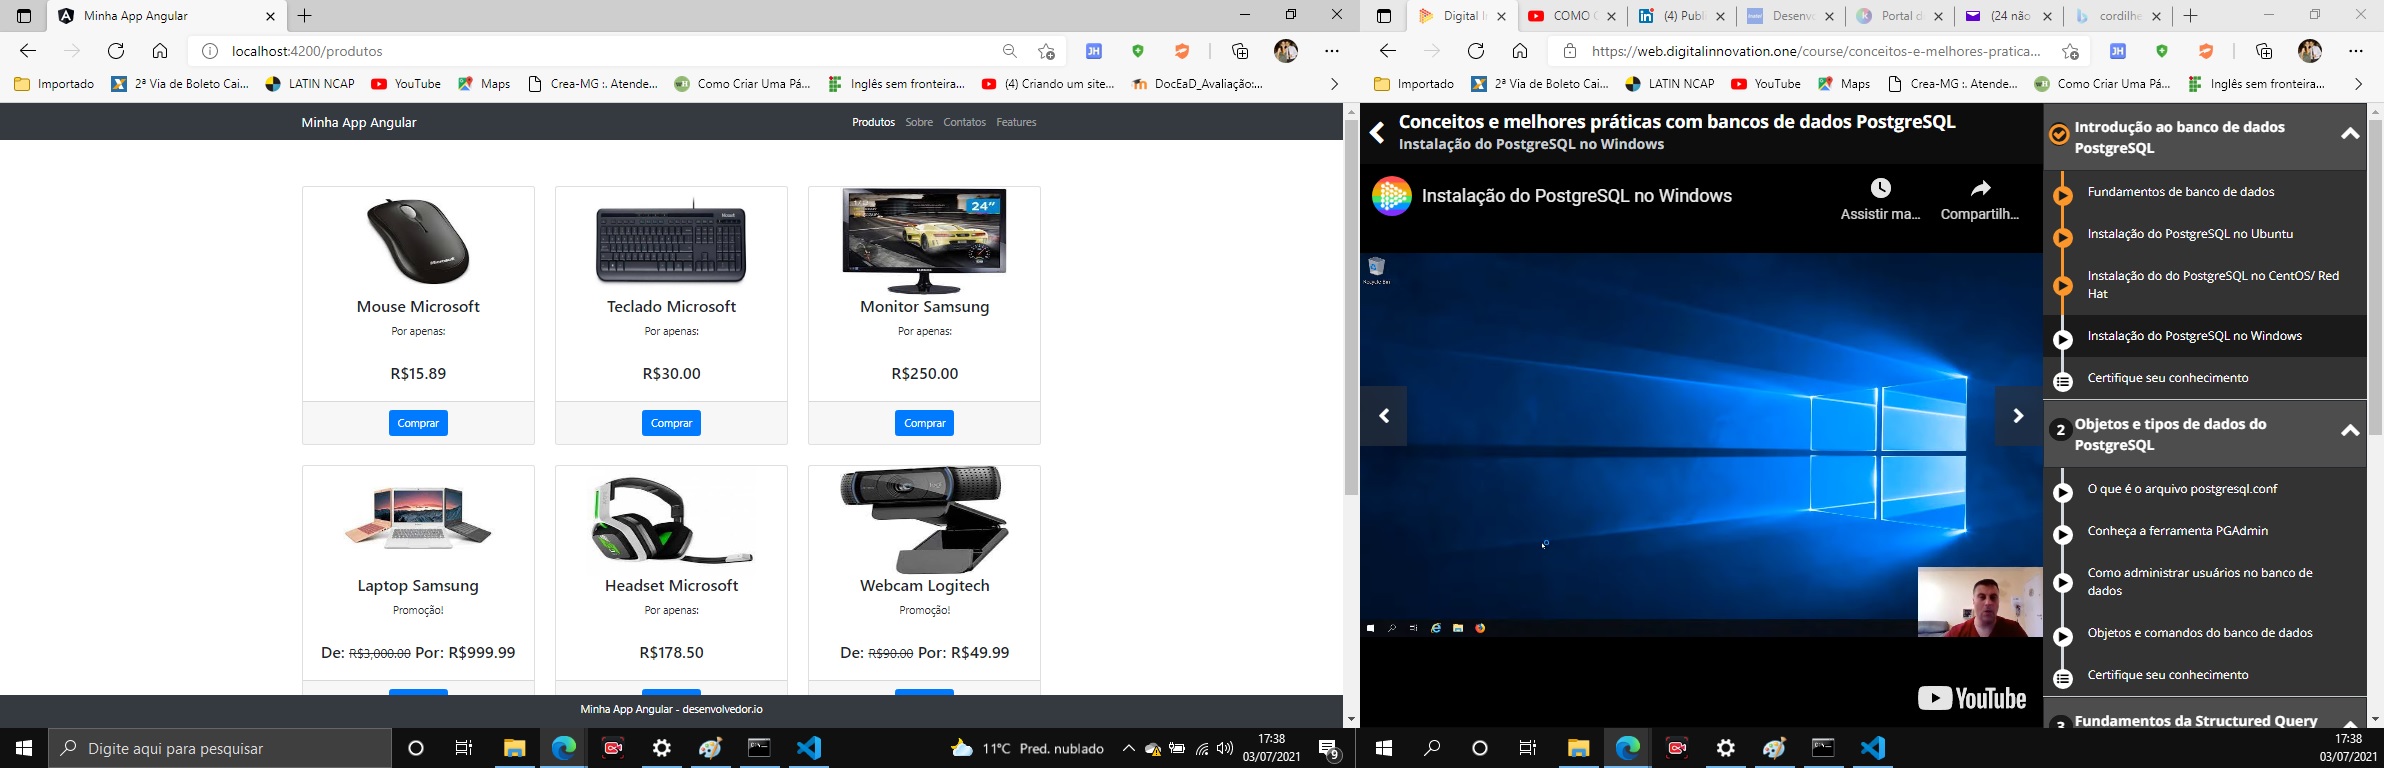 Minha App Angular
localhost:4200/produtos
Importado
2ª Via de Boleto Cai...
LATIN NCAP
YouTube
Maps
Crea-MG :. Atende...
Como Criar Uma Pá...
Inglês sem fronteira...
(4) Criando um site...
DocEaD_Avaliação:...
Minha App Angular
Produtos
Sobre
Contatos
Features
Mouse Microsoft
Por apenas:
R$15.89
Comprar
Teclado Microsoft
Por apenas:
R$30.00
Comprar
24"
Monitor Samsung
Por apenas:
R$250.00
Comprar
Laptop Samsung
Promoção!
De: R$3,000.00 Por: R$999.99
Headset Microsoft
Por apenas:
R$178.50
Webcam Logitech
Promoção!
De: R$90.00 Por: R$49.99
Minha App Angular - desenvolvedor.io
Digite aqui para pesquisar
11°C Pred. nublado
17:38
03/07/2021
9
Digital I
COMO
(4) Publ
Desenv
Portal d
(24 não
cordilhe
https://web.digitalinnovation.one/course/conceitos-e-melhores-pratica...
Importado
2ª Via de Boleto Cai...
LATIN NCAP
YouTube
Maps
Crea-MG :. Atende...
Como Criar Uma Pá...
Inglês sem fronteira...
Conceitos e melhores práticas com bancos de dados PostgreSQL
Instalação do PostgreSQL no Windows
Instalação do PostgreSQL no Windows
Assistir ma...
Compartilh...
Recycle Bin
YouTube
Introdução ao banco de dados
PostgreSQL
Fundamentos de banco de dados
Instalação do PostgreSQL no Ubuntu
Instalação do do PostgreSQL no CentOS/ Red
Hat
Instalação do PostgreSQL no Windows
Certifique seu conhecimento
2
Objetos e tipos de dados do
PostgreSQL
O que é o arquivo postgresql.conf
Conheça a ferramenta PGAdmin
Como administrar usuários no banco de
dados
Objetos e comandos do banco de dados
Certifique seu conhecimento
3
Fundamentos da Structured Query
17:38
03/07/2021